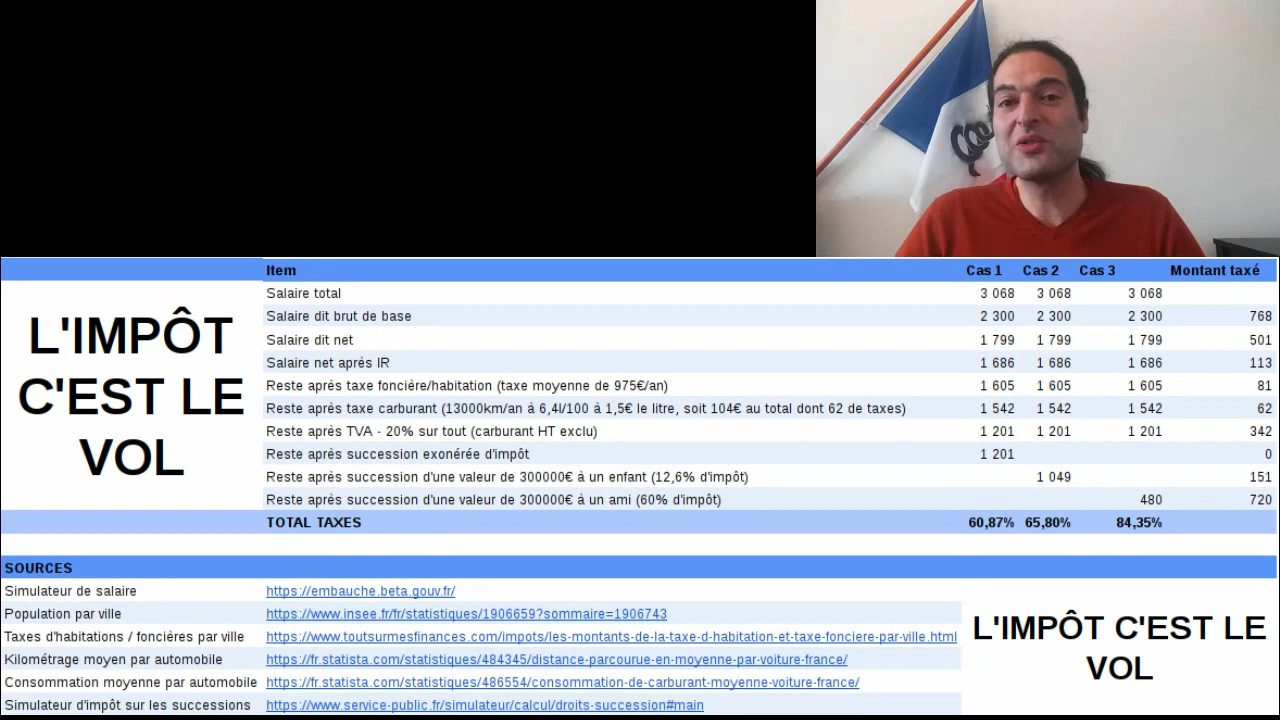 Item Cas 1 Cas 2 Cas 3 Montant taxé
L'IMPÔT
C'EST LE
VOL
Salaire total 3 068 3 068 3 068
Salaire dit brut de base 2 300 2 300 2 300 768
Salaire dit net 1 799 1 799 1 799 501
Salaire net après IR 1 686 1 686 1 686 113
Reste après taxe foncière/habitation (taxe moyenne de 975€/an) 1 605 1 605 1 605 81
Reste après taxe carburant (13000km/an à 6,4l/100 à 1,5€ le litre, soit 104€ au total dont 62 de taxes) 1 542 1 542 1 542 62
Reste après TVA - 20% sur tout (carburant HT exclu) 1 201 1 201 1 201 342
Reste après succession exonérée d'impôt 1 201 0
Reste après succession d'une valeur de 300000€ à un enfant (12,6% d'impôt) 1 049 151
Reste après succession d'une valeur de 300000€ à un ami (60% d'impôt) 480 720
TOTAL TAXES 60,87% 65,80% 84,35%
SOURCES
Simulateur de salaire https://embauche.beta.gouv.fr/
Population par ville https://www.insee.fr/fr/statistiques/1906659?sommaire=1906743
Taxes d'habitations / foncières par ville https://www.toutsurmesfinances.com/impots/les-montants-de-la-taxe-d-habitation-et-taxe-fonciere-par-ville.html
Kilométrage moyen par automobile https://fr.statista.com/statistiques/484345/distance-parcourue-en-moyenne-par-voiture-france/
Consommation moyenne par automobile https://fr.statista.com/statistiques/486554/consommation-de-carburant-moyenne-voiture-france/
Simulateur d'impôt sur les successions https://www.service-public.fr/simulateur/calcul/droits-succession#main
L'IMPÔT C'EST LE
VOL